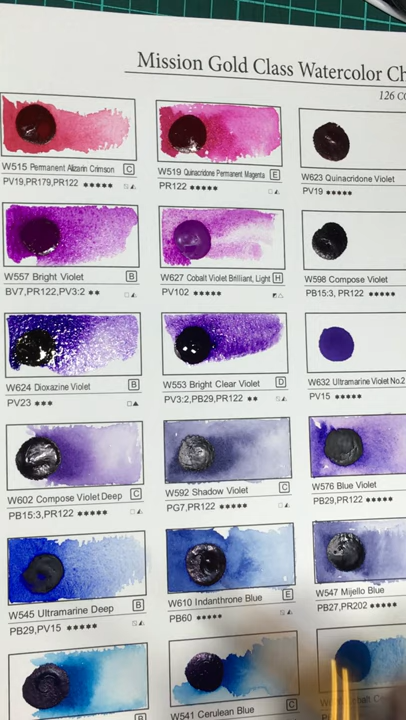 Mission Gold Class Watercolor Ch
126 CO
W515 Permanent Alizarin Crimson C
PV19,PR179,PR122 *****
W519 Quinacridone Permanent Magenta E
PR122 *****
W623 Quinacridone Violet
PV19 *****
W557 Bright Violet B
BV7,PR122,PV3:2 **
W627 Cobalt Violet Brilliant, Light H
PV102 *****
W598 Compose Violet
PB15:3, PR122 *****
W624 Dioxazine Violet B
PV23 ***
W553 Bright Clear Violet D
PV3:2,PB29,PR122 **
W632 Ultramarine Violet No.2
PV15 *****
W602 Compose Violet Deep C
PB15:3,PR122 *****
W592 Shadow Violet C
PG7,PR122 *****
W576 Blue Violet
PB29,PR122 *****
W545 Ultramarine Deep B
PB29,PV15 *****
W610 Indanthrone Blue E
PB60 *****
W547 Mijello Blue
PB27,PR202 *****
B
W541 Cerulean Blue C